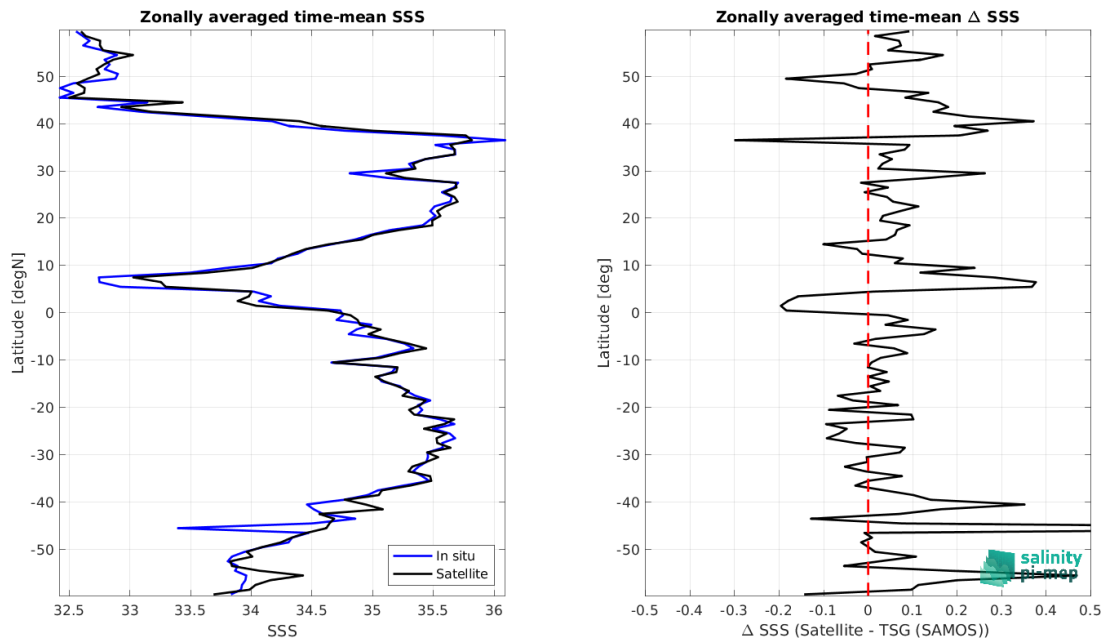 Zonally averaged time-mean SSS
50
40
30
20
10
0
-10
-20
-30
-40
-50
Latitude [degN]
32.5 33 33.5 34 34.5 35 35.5 36
SSS
In situ
Satellite
Zonally averaged time-mean Δ SSS
50
40
30
20
10
0
-10
-20
-30
-40
-50
Latitude [deg]
-0.5 -0.4 -0.3 -0.2 -0.1 0 0.1 0.2 0.3 0.4 0.5
Δ SSS (Satellite - TSG (SAMOS))
salinity
pi-mep